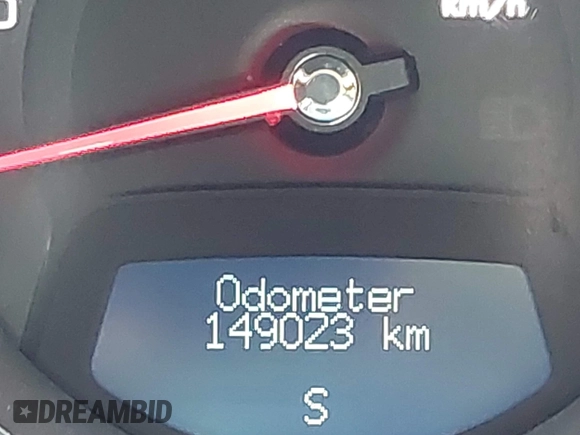 km/h
Odometer
149023 km
S
DREAMBID